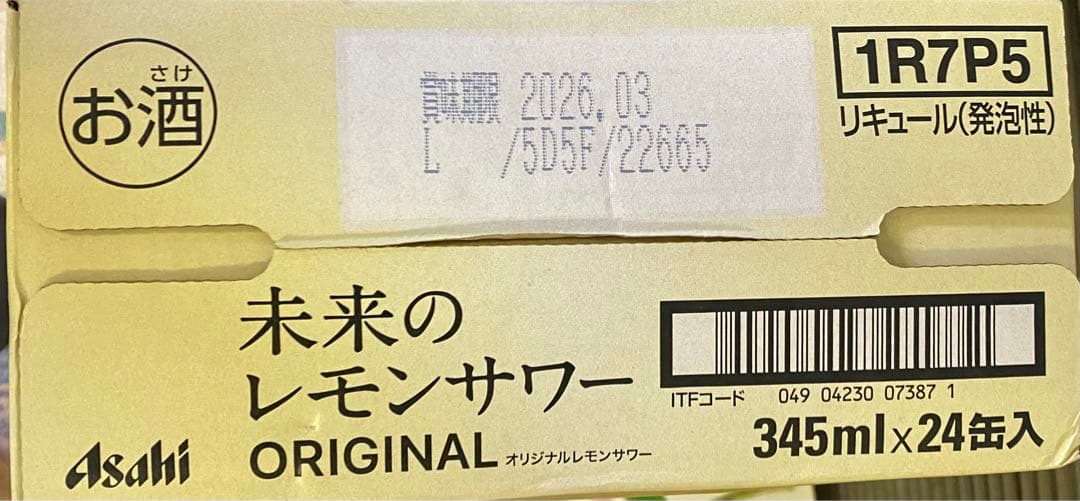 さけ
お酒
賞味期限 2026.03
L /5D5F/22665
1R7P5
リキュール(発泡性)
未来の
レモンサワー
ORIGINAL オリジナルレモンサワー
Asahi
ITFコード 049 04230 07387 1
345ml×24缶入